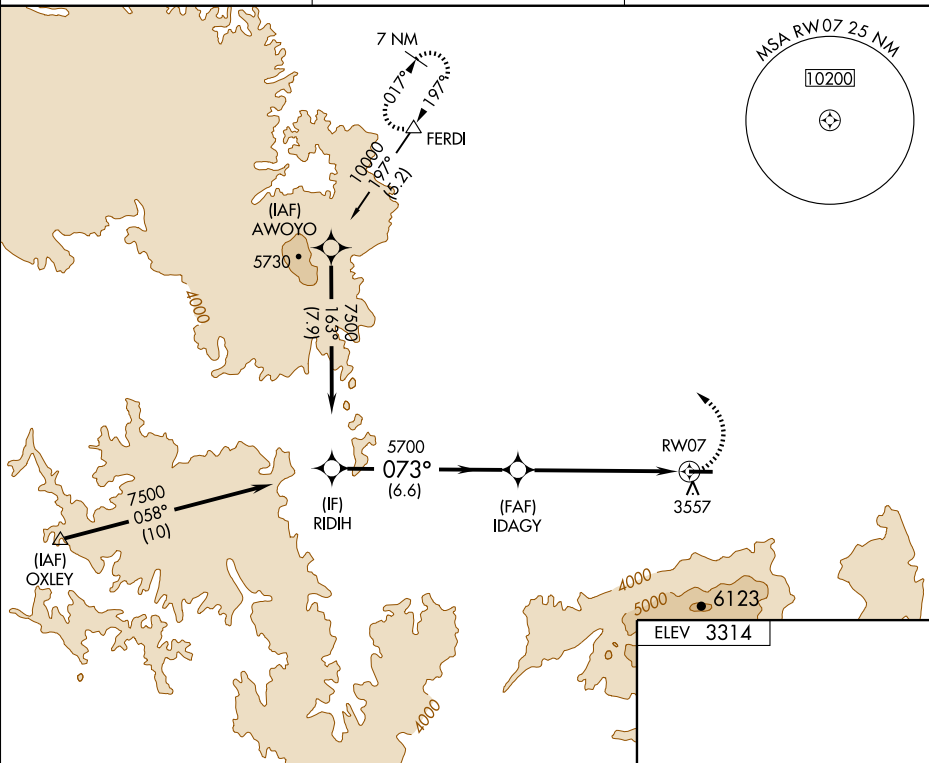 MSA RW07 25 NM
10200
7 NM
017°
197°
FERDI
10000
197°
(5.2)
(IAF)
AWOYO
5730
4000
7500
163°
(7.9)
5700
073°
(6.6)
RW07
3557
(IF)
RIDIH
(FAF)
IDAGY
7500
058°
(10)
(IAF)
OXLEY
4000
5000
6123
ELEV 3314
4000